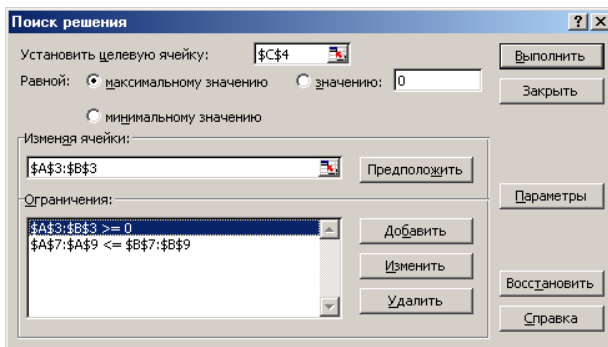 Поиск решения
Установить целевую ячейку: $C$4
Выполнить
Равной: максимальному значению значению: 0
Закрыть
минимальному значению
Изменяя ячейки:
$A$3:$B$3
Предположить
Ограничения:
Параметры
$A$3:$B$3 >= 0
$A$7:$A$9 <= $B$7:$B$9
Добавить
Изменить
Удалить
Восстановить
Справка